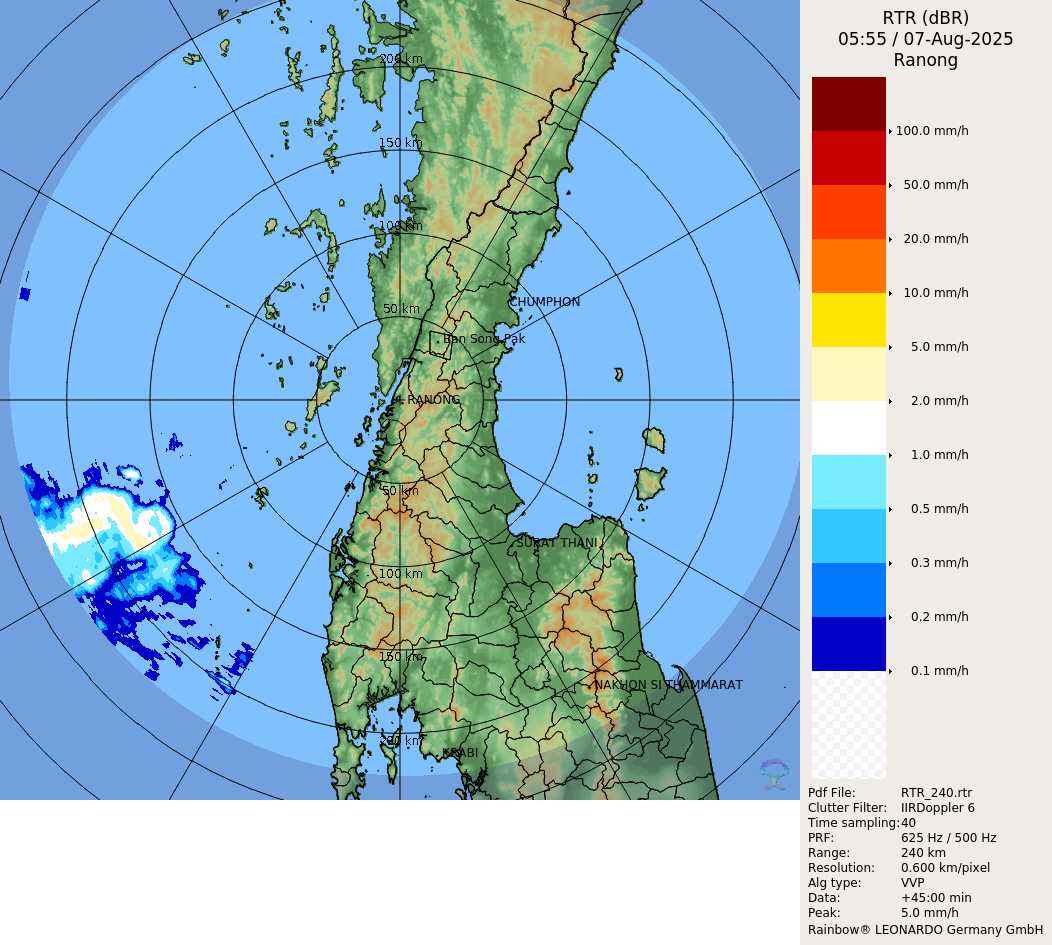 RTR (dBR)
05:55 / 07-Aug-2025
Ranong
100.0 mm/h
50.0 mm/h
20.0 mm/h
10.0 mm/h
5.0 mm/h
2.0 mm/h
1.0 mm/h
0.5 mm/h
0.3 mm/h
0.2 mm/h
0.1 mm/h
200 km
150 km
100 km
CHUMPHON
50 km
Ban Song Pak
RANONG
50 km
SURAT THANI
100 km
150 km
NAKHON SI THAMMARAT
200 km
KRABI
Pdf File: RTR_240.rtr
Clutter Filter: IIRDoppler 6
Time sampling: 40
PRF: 625 Hz / 500 Hz
Range: 240 km
Resolution: 0.600 km/pixel
Alg type: VVP
Data: +45:00 min
Peak: 5.0 mm/h
Rainbow® LEONARDO Germany GmbH